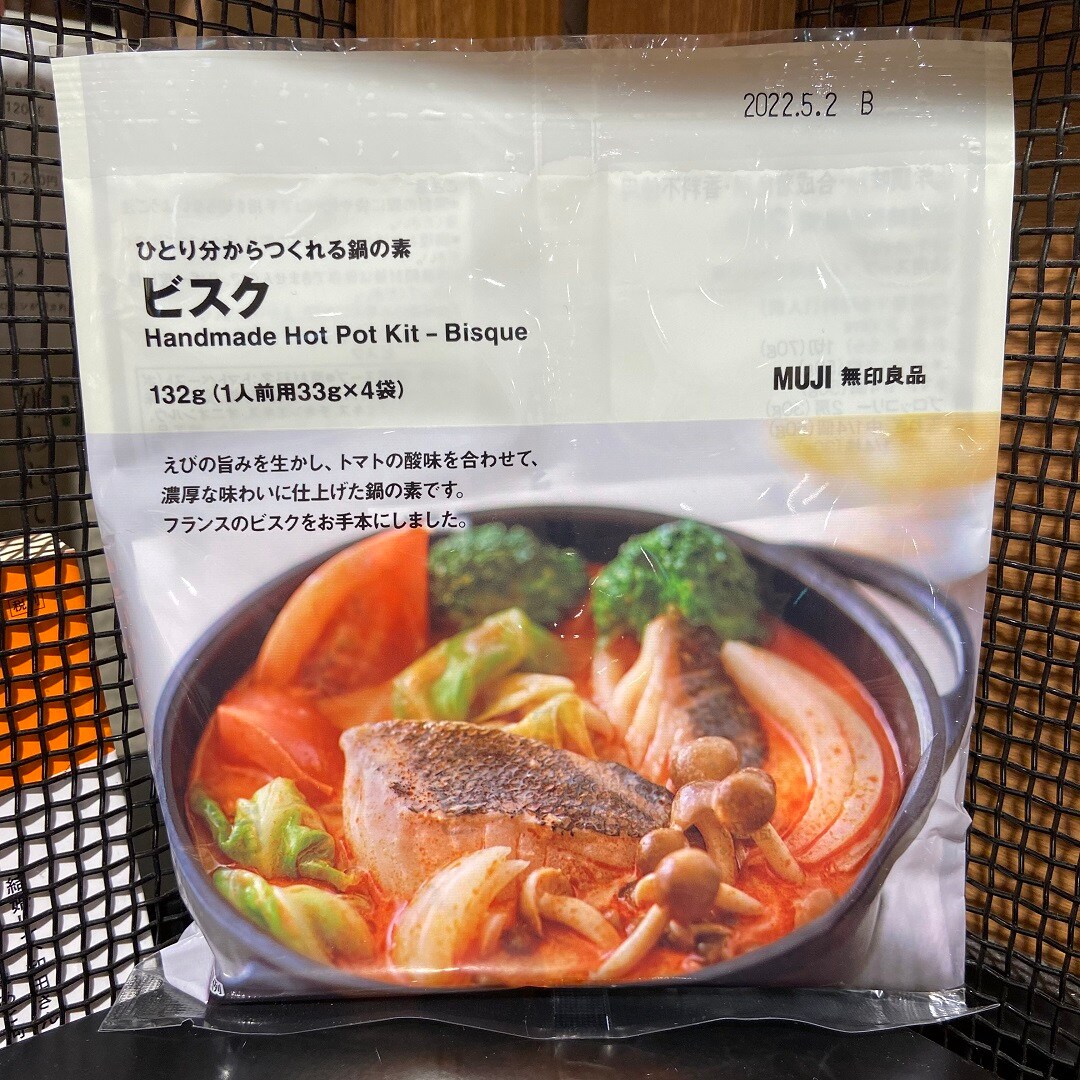 2022.5.2 B
ひとり分からつくれる鍋の素
ビスク
Handmade Hot Pot Kit – Bisque
132g（1人前用33g×4袋）
MUJI 無印良品
えびの旨みを生かし、トマトの酸味を合わせて、
濃厚な味わいに仕上げた鍋の素です。
フランスのビスクをお手本にしました。
例